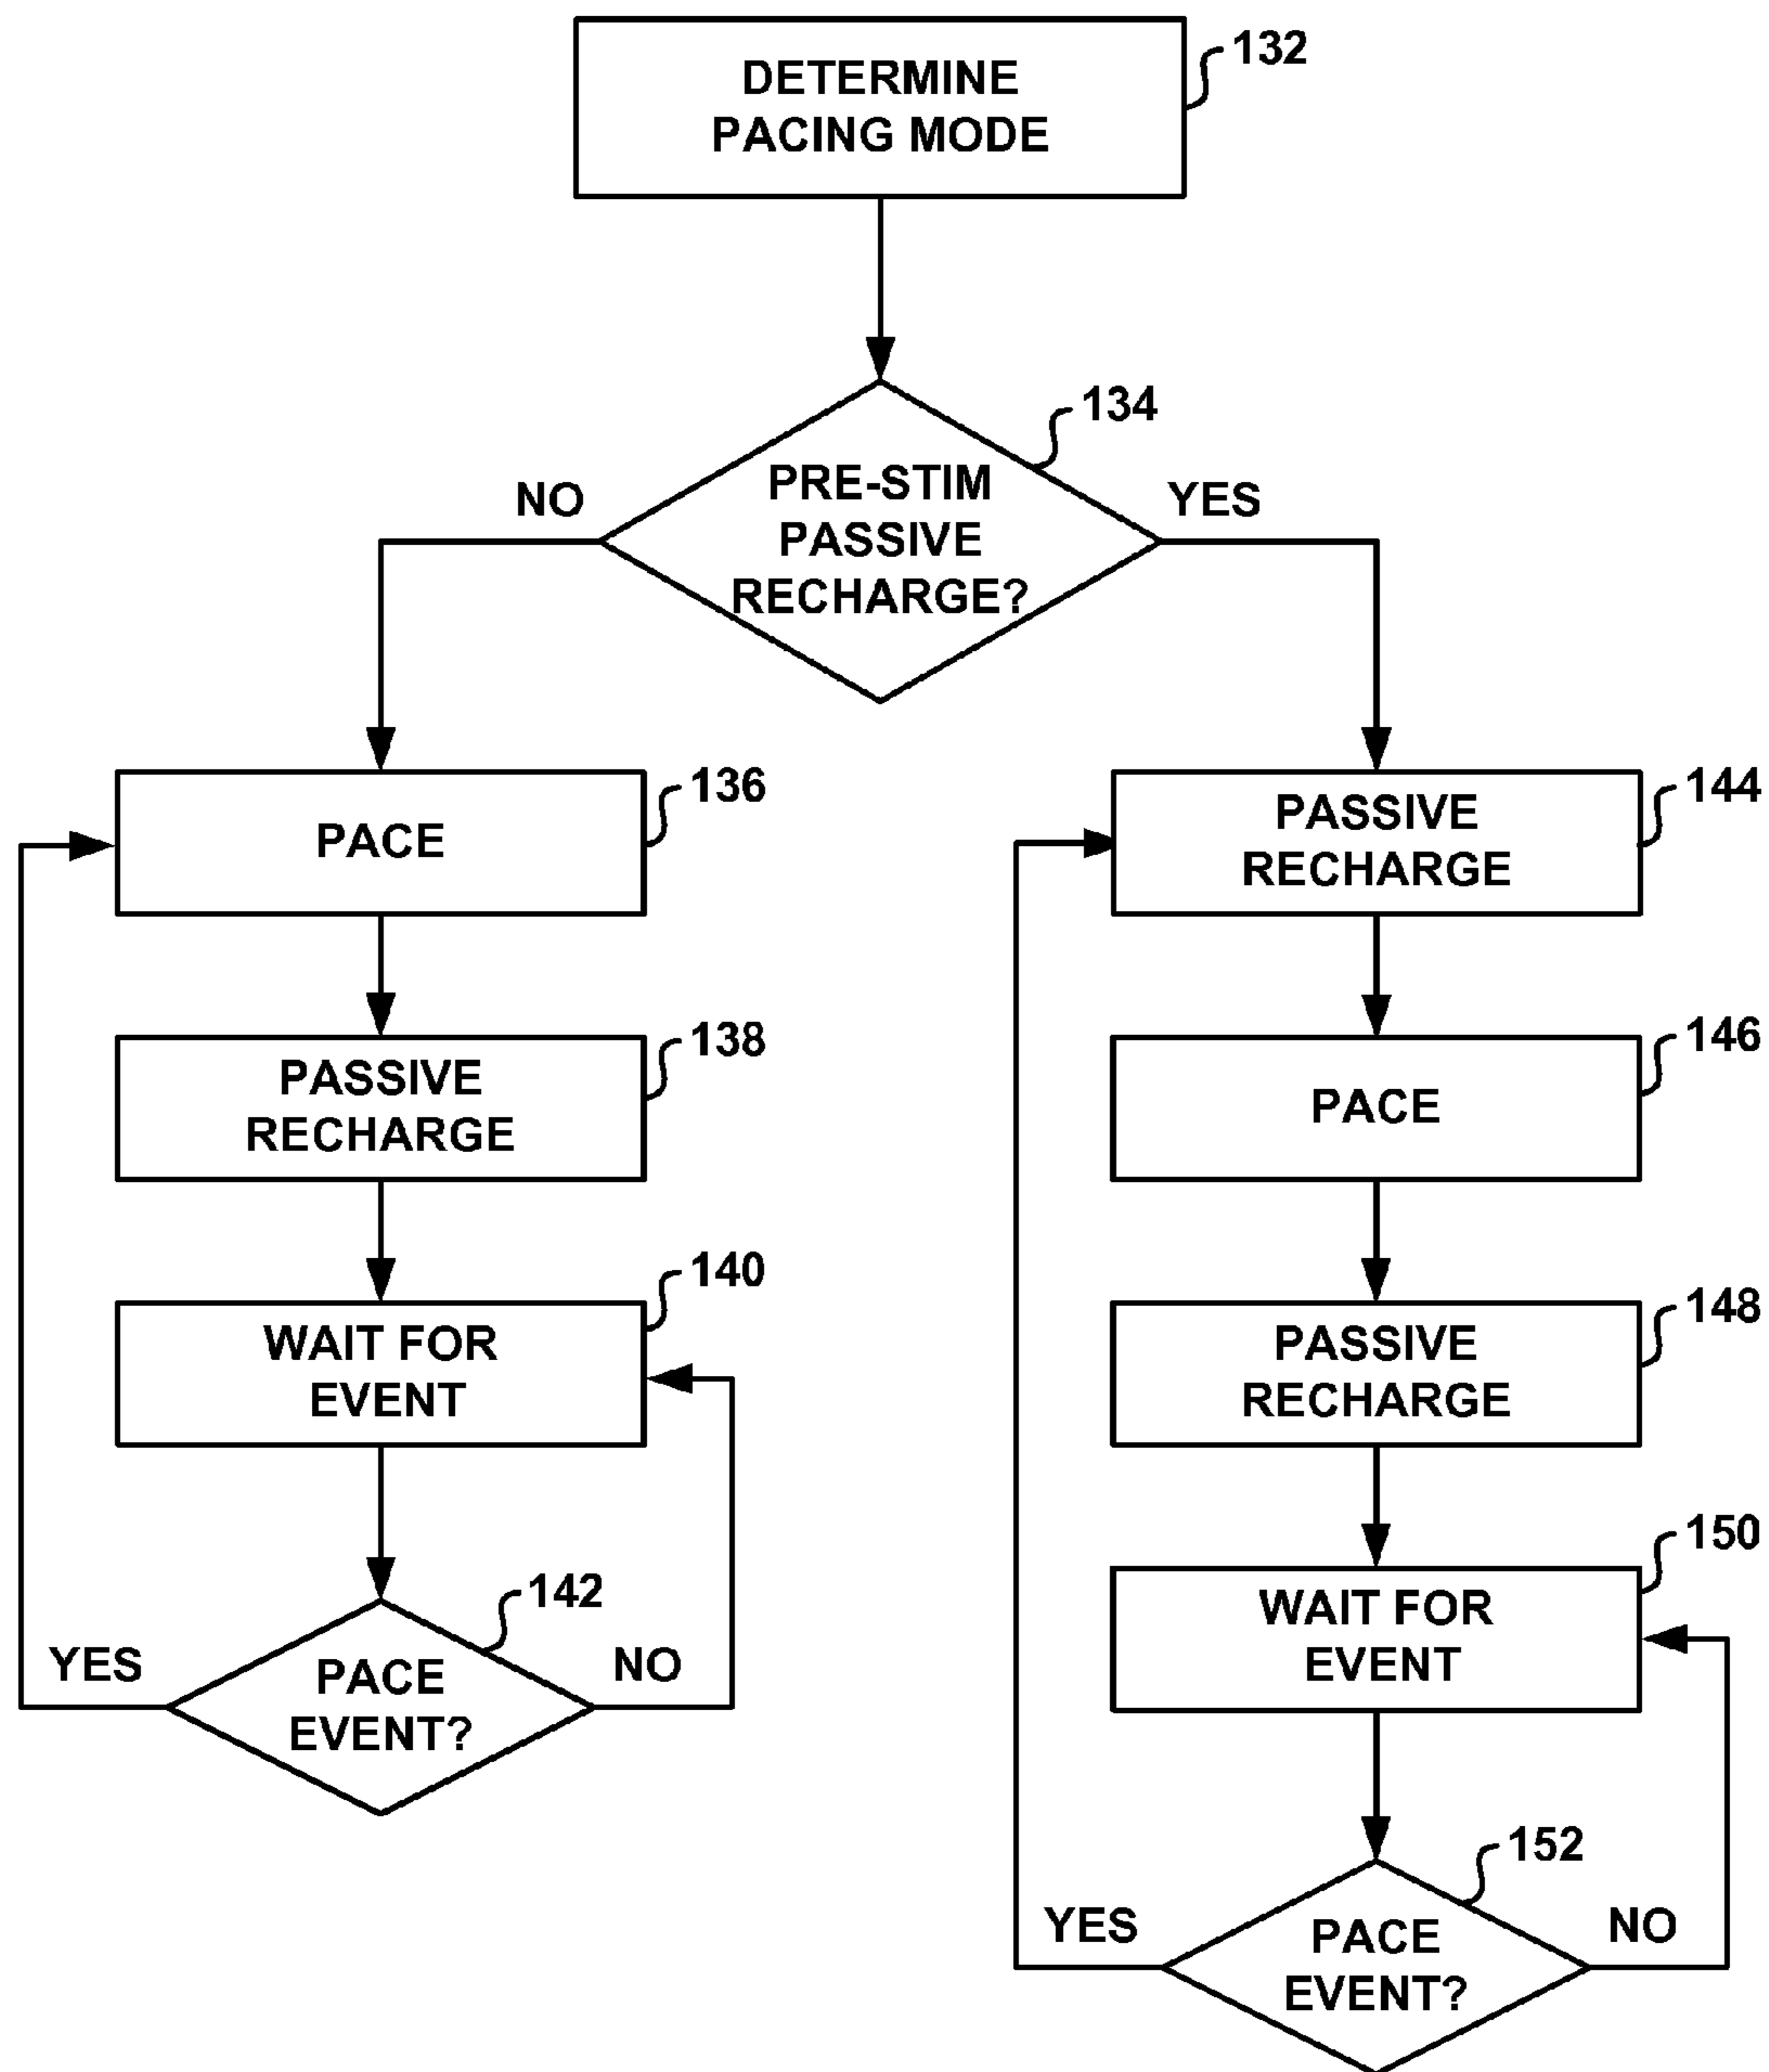 DETERMINE
PACING MODE
132
134
PRE-STIM
PASSIVE
RECHARGE?
NO
YES
PACE
136
PASSIVE
RECHARGE
138
WAIT FOR
EVENT
140
142
PACE
EVENT?
YES
NO
PASSIVE
RECHARGE
144
PACE
146
PASSIVE
RECHARGE
148
WAIT FOR
EVENT
150
152
PACE
EVENT?
YES
NO